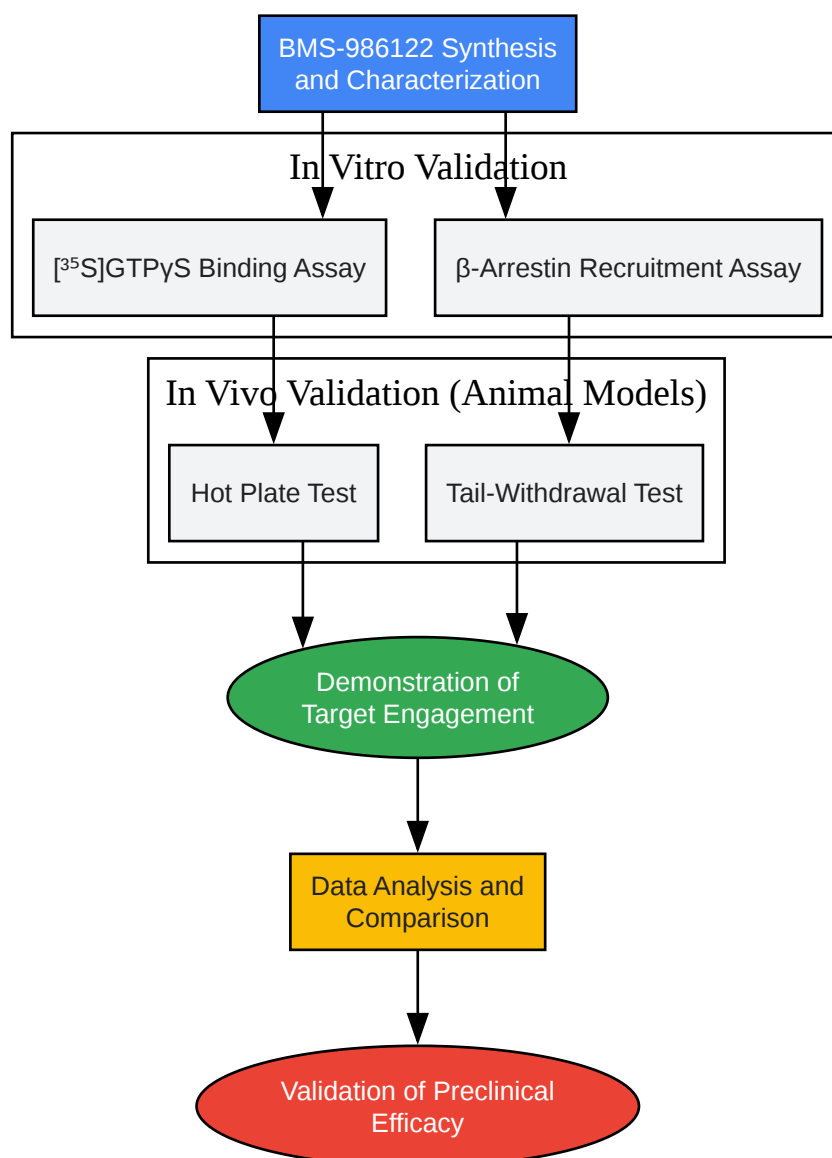 BMS-986122 Synthesis
and Characterization
In Vitro Validation
[³⁵S]GTPγS Binding Assay
β-Arrestin Recruitment Assay
In Vivo Validation (Animal Models)
Hot Plate Test
Tail-Withdrawal Test
Demonstration of
Target Engagement
Data Analysis and
Comparison
Validation of Preclinical
Efficacy